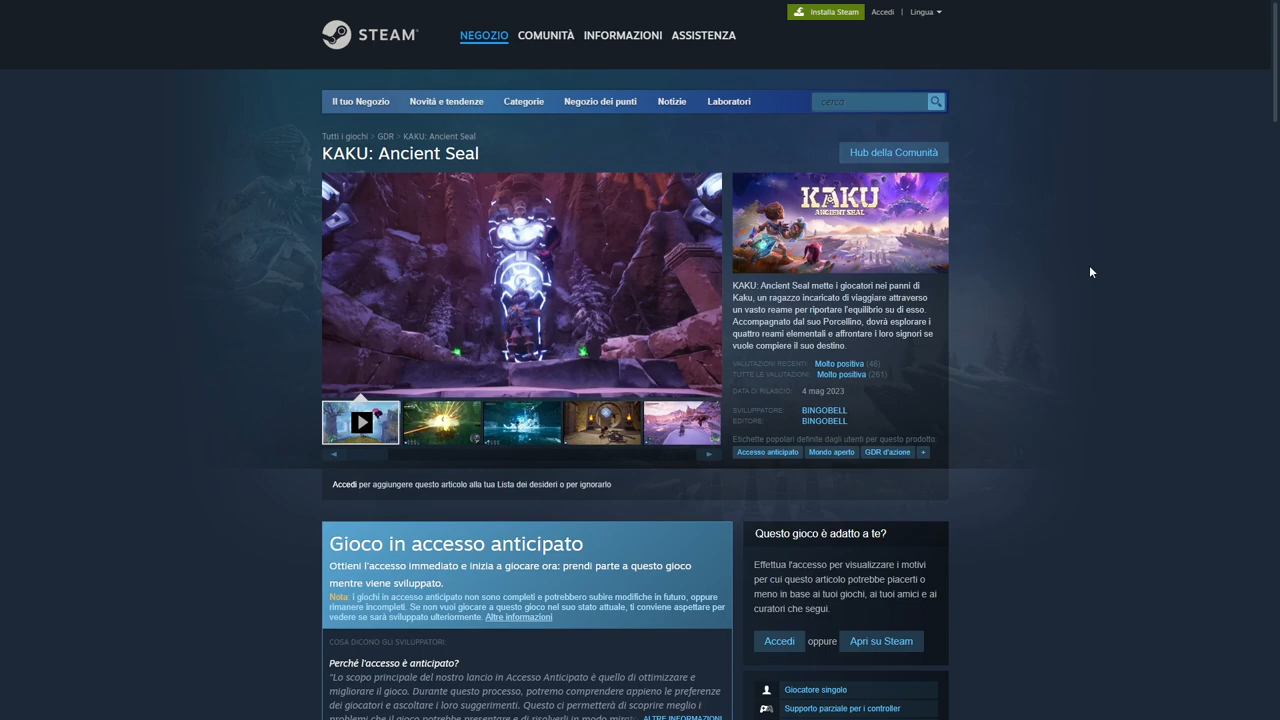 Installa Steam
Accedi | Lingua
STEAM®
NEGOZIO COMUNITÀ INFORMAZIONI ASSISTENZA
Il tuo Negozio Novità e tendenze Categorie Negozio dei punti Notizie Laboratori cerca
Tutti i giochi > GDR > KAKU: Ancient Seal
KAKU: Ancient Seal
Hub della Comunità
KAKU
ANCIENT SEAL
KAKU: Ancient Seal mette i giocatori nei panni di
Kaku, un ragazzo incaricato di viaggiare attraverso
un vasto reame per riportare l'equilibrio su di esso.
Accompagnato dal suo Porcellino, dovrà esplorare i
quattro reami elementali e affrontare i loro signori se
vuole compiere il suo destino.
VALUTAZIONI RECENTI: Molto positiva (46)
TUTTE LE VALUTAZIONI: Molto positiva (261)
DATA DI RILASCIO: 4 mag 2023
SVILUPPATORE: BINGOBELL
EDITORE: BINGOBELL
Etichette popolari definite dagli utenti per questo prodotto:
Accesso anticipato Mondo aperto GDR d'azione +
Accedi per aggiungere questo articolo alla tua Lista dei desideri o per ignorarlo
Gioco in accesso anticipato
Ottieni l'accesso immediato e inizia a giocare ora: prendi parte a questo gioco
mentre viene sviluppato.
Nota: i giochi in accesso anticipato non sono completi e potrebbero subire modifiche in futuro, oppure
rimanere incompleti. Se non vuoi giocare a questo gioco nel suo stato attuale, ti conviene aspettare per
vedere se sarà sviluppato ulteriormente. Altre informazioni
COSA DICONO GLI SVILUPPATORI:
Perché l'accesso è anticipato?
"Lo scopo principale del nostro lancio in Accesso Anticipato è quello di ottimizzare e
migliorare il gioco. Durante questo processo, potremo comprendere appieno le preferenze
dei giocatori e ascoltare i loro suggerimenti. Questo ci permetterà di scoprire meglio i
problemi che il gioco potrebbe presentare e di risolverli in modo mirat
ALTRE INFORMAZIONI
Questo gioco è adatto a te?
Effettua l'accesso per visualizzare i motivi
per cui questo articolo potrebbe piacerti o
meno in base ai tuoi giochi, ai tuoi amici e ai
curatori che segui.
Accedi oppure Apri su Steam
Giocatore singolo
Supporto parziale per i controller